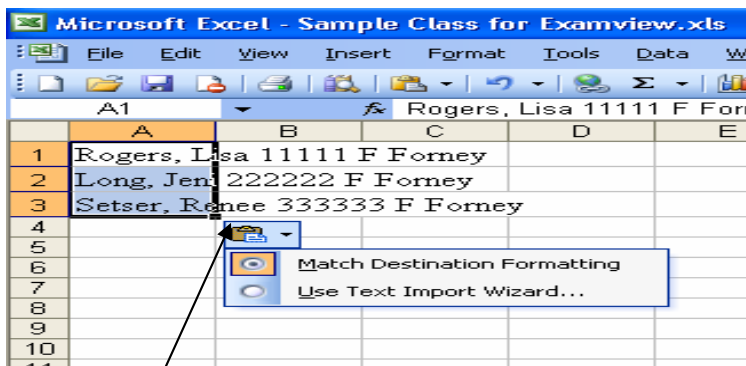 Microsoft Excel - Sample Class for Examview.xls
File Edit View Insert Format Tools Data
Σ
A1 fx Rogers, Lisa 11111 F
A B C D E
1 Rogers, Lisa 11111 F Forney
2 Long, Jeni 222222 F Forney
3 Setser, Renee 333333 F Forney
4
5
6 Match Destination Formatting
7 Use Text Import Wizard...
8
9
10